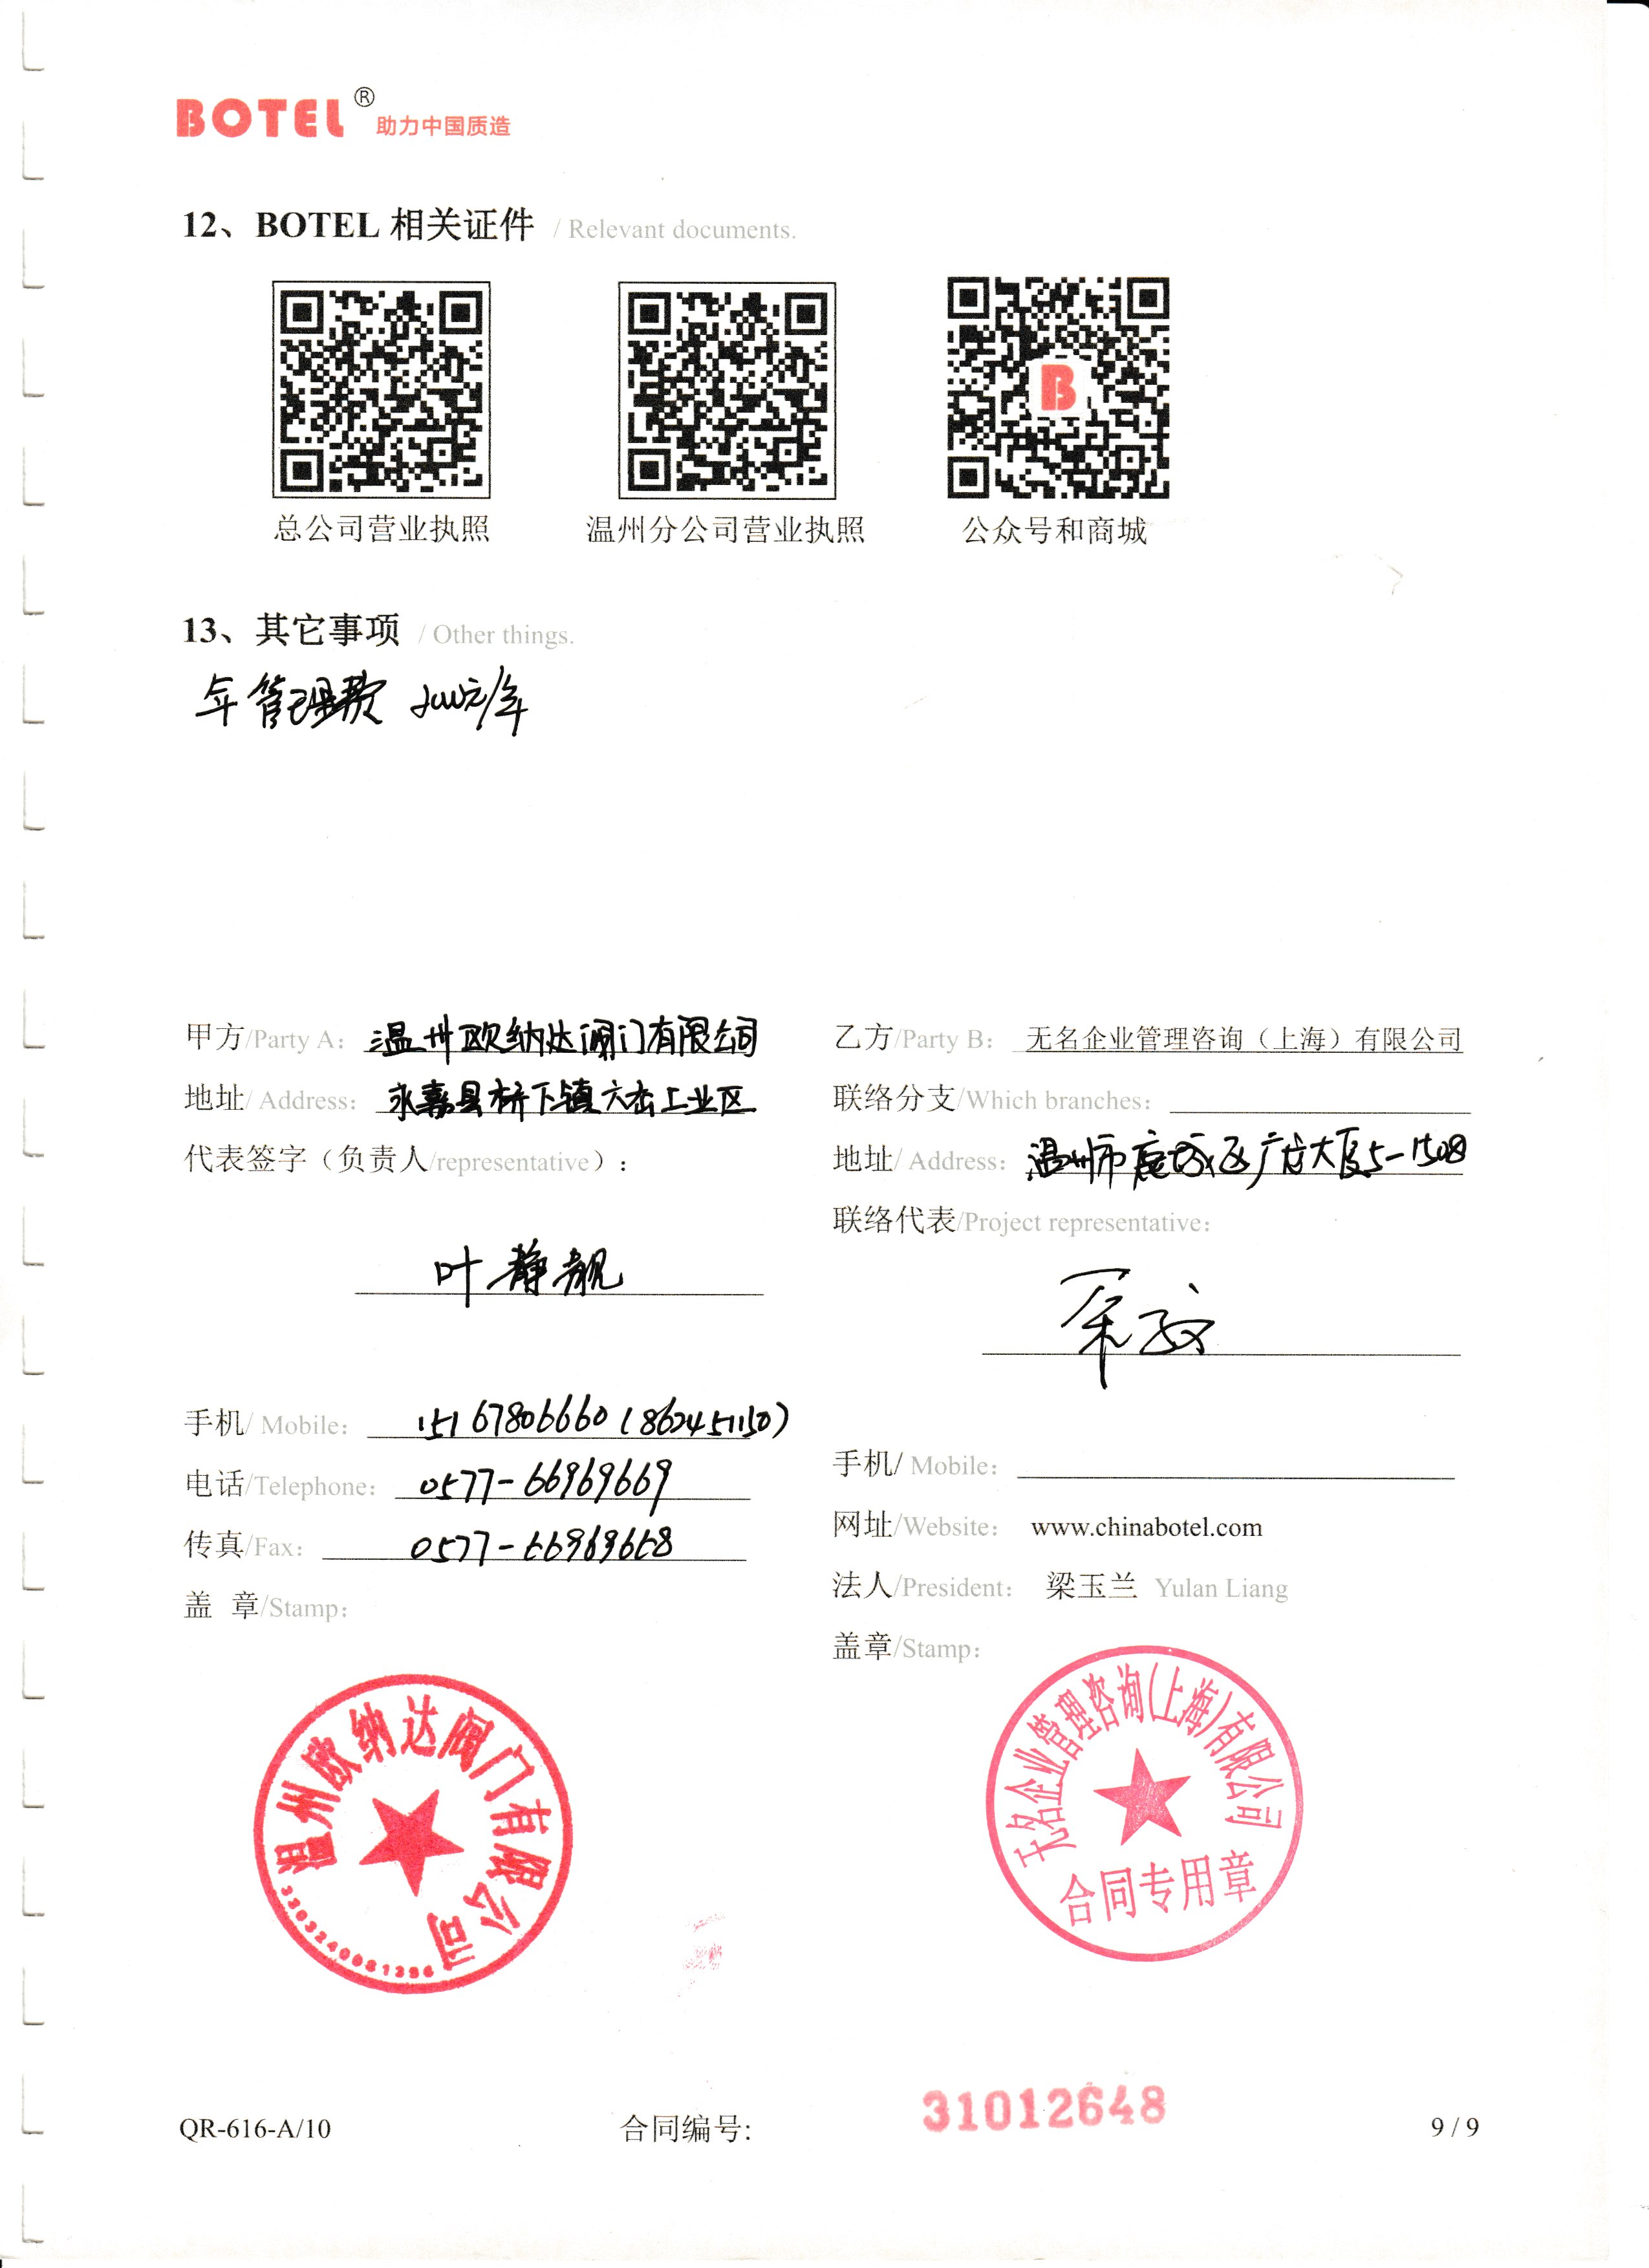 BOTEL® 助力中国质造
12、BOTEL 相关证件 / Relevant documents.
总公司营业执照 温州分公司营业执照 公众号和商城
13、其它事项 / Other things.
年管理费 2000元/年
甲方/Party A： 温州欧纳达阀门有限公司
地址/ Address： 永嘉县桥下镇六岙工业区
代表签字（负责人/representative）：
叶静靓
手机/ Mobile： 15167806660（862451150）
电话/Telephone： 0577-66969669
传真/Fax： 0577-66969668
盖 章/Stamp：
温州欧纳达阀门有限公司
乙方/Party B： 无名企业管理咨询（上海）有限公司
联络分支/Which branches：
地址/ Address： 温州市鹿城区广发大厦5-1508
联络代表/Project representative：
手机/ Mobile：
网址/Website： www.chinabotel.com
法人/President： 梁玉兰 Yulan Liang
盖章/Stamp：
无名企业管理咨询(上海)有限公司
合同专用章
QR-616-A/10 合同编号: 31012648 9 / 9